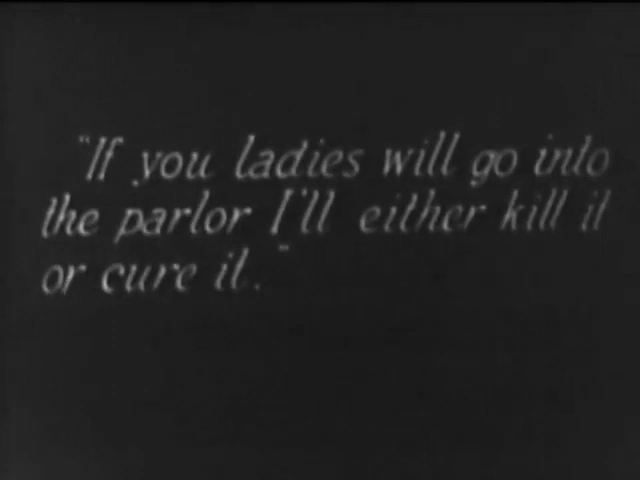 "If you ladies will go into
the parlor I'll either kill it
or cure it."